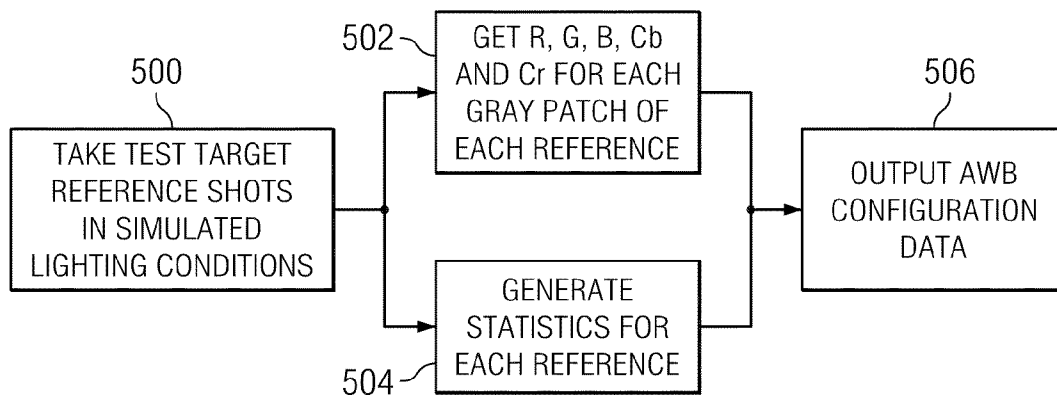 500
TAKE TEST TARGET
REFERENCE SHOTS
IN SIMULATED
LIGHTING CONDITIONS
502
GET R, G, B, Cb
AND Cr FOR EACH
GRAY PATCH OF
EACH REFERENCE
504
GENERATE
STATISTICS FOR
EACH REFERENCE
506
OUTPUT AWB
CONFIGURATION
DATA